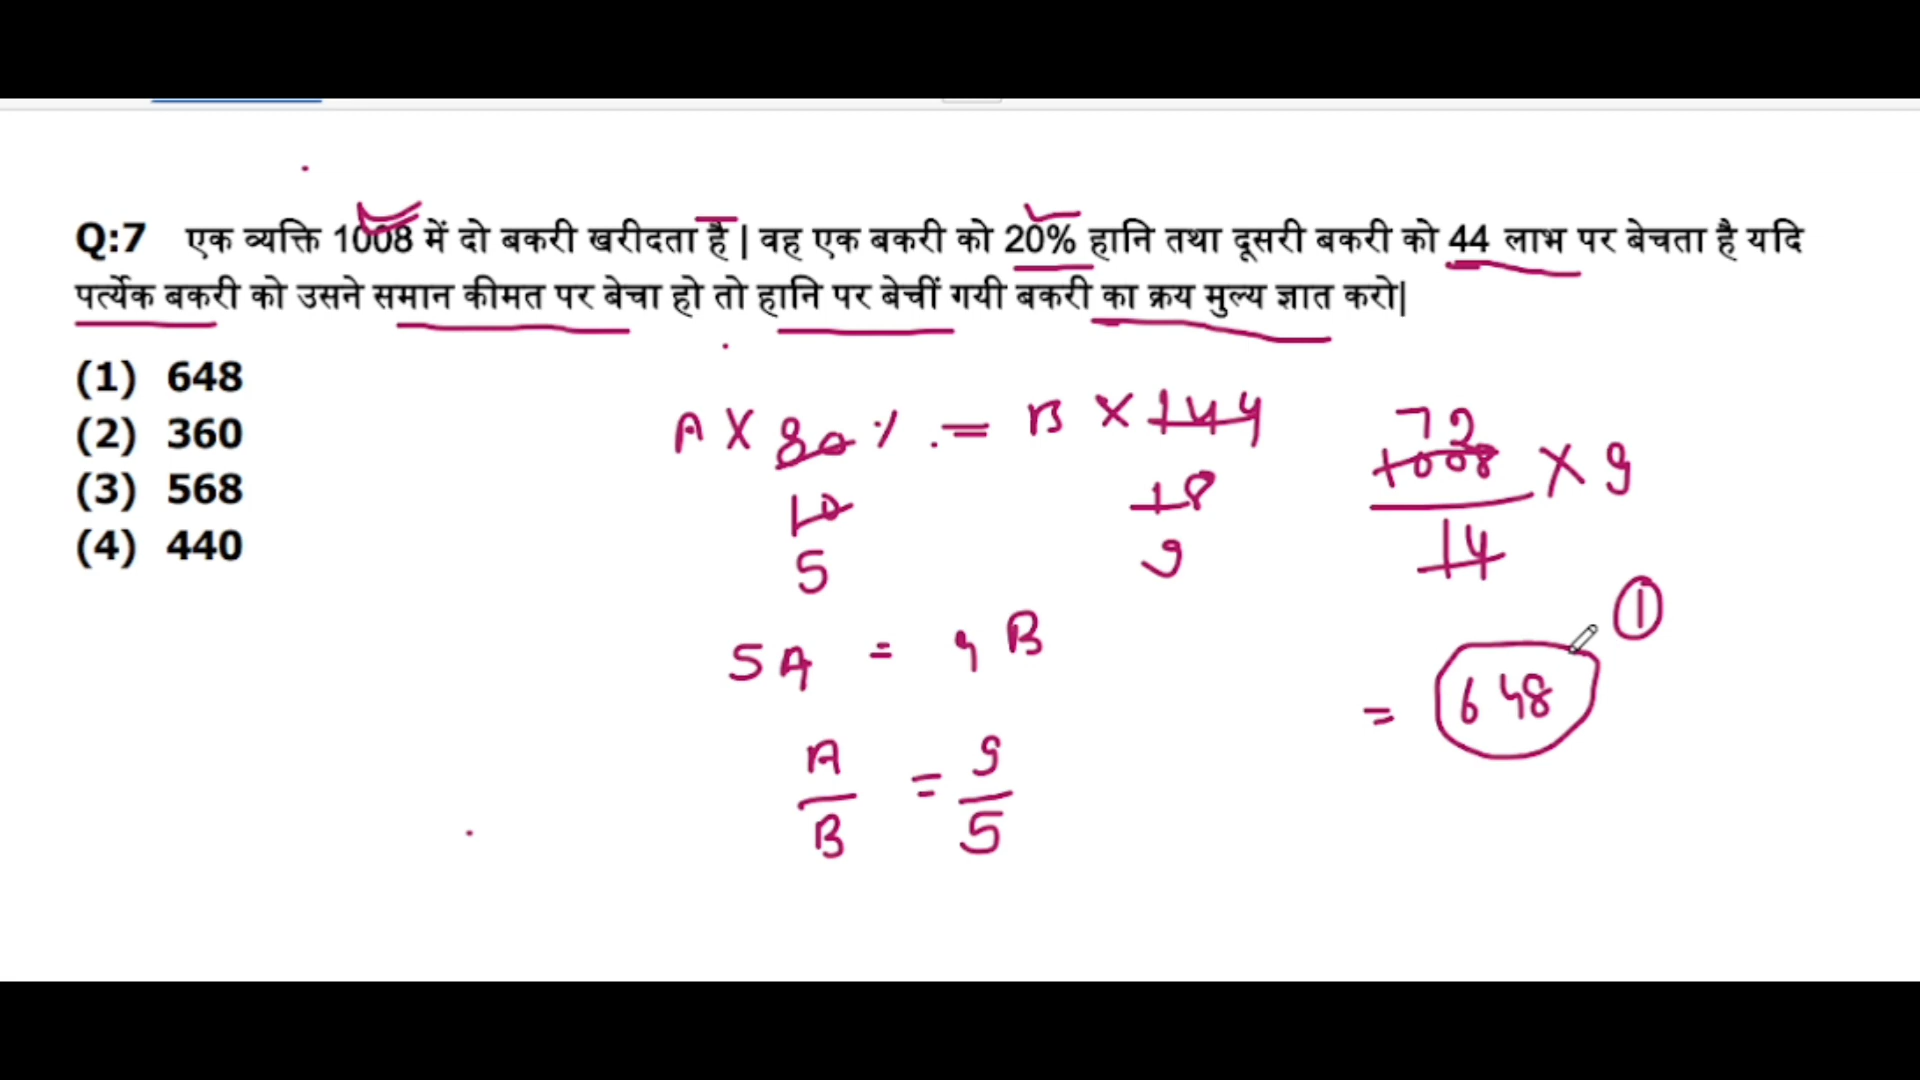 Q:7 एक व्यक्ति 1008 में दो बकरी खरीदता है| वह एक बकरी को 20% हानि तथा दूसरी बकरी को 44 लाभ पर बेचता है यदि
पर्त्येक बकरी को उसने समान कीमत पर बेचा हो तो हानि पर बेचीं गयी बकरी का क्रय मुल्य ज्ञात करो|
(1) 648
(2) 360
(3) 568
(4) 440
A X 80 % = B X 144
10 18
5 9
5A = 9 B
A = 9
B 5
72
1008 X 9
14
1
= 648